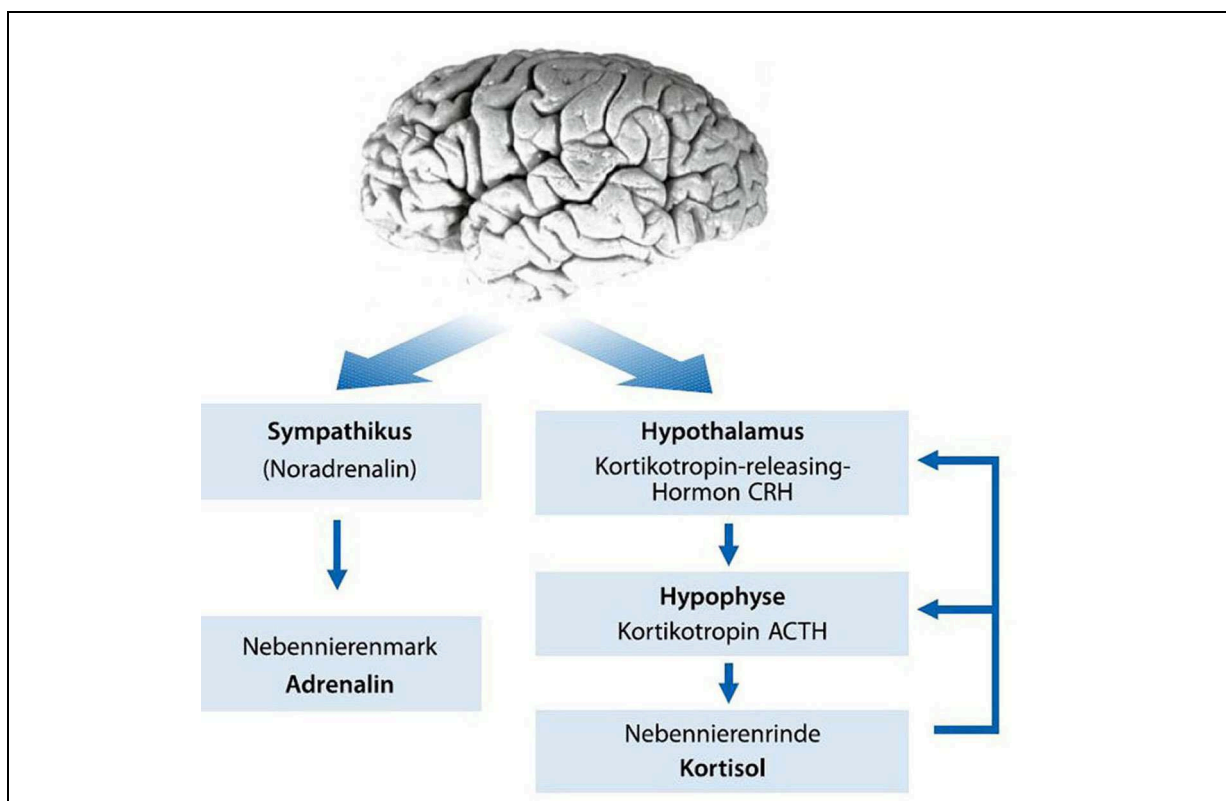 Sympathikus
(Noradrenalin)
Nebennierenmark
Adrenalin
Hypothalamus
Kortikotropin-releasing-
Hormon CRH
Hypophyse
Kortikotropin ACTH
Nebennierenrinde
Kortisol